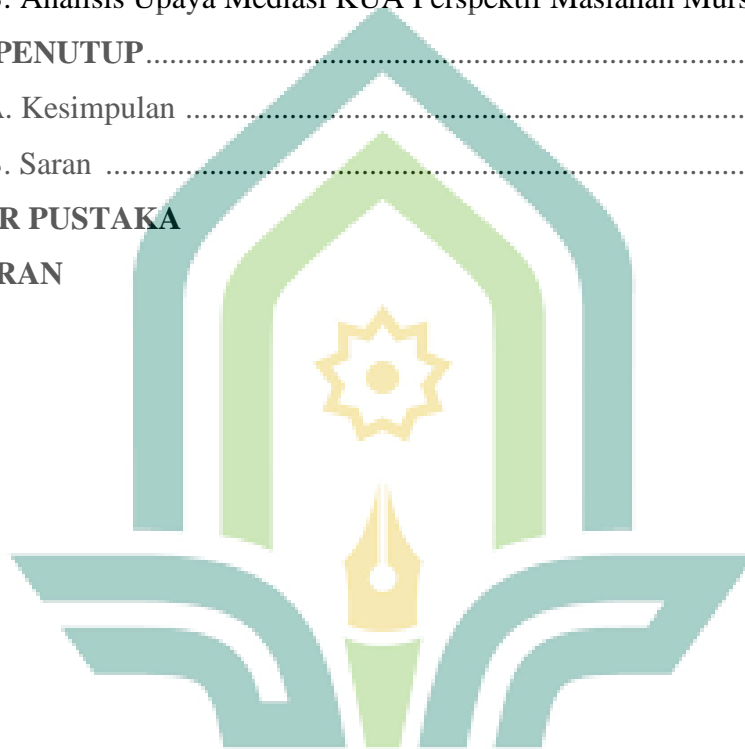 . Analisis Upaya Mediasi KUA Perspektif Maslahah Murs
PENUTUP..........................................................................
. Kesimpulan ......................................................................
. Saran ................................................................................
R PUSTAKA
RAN